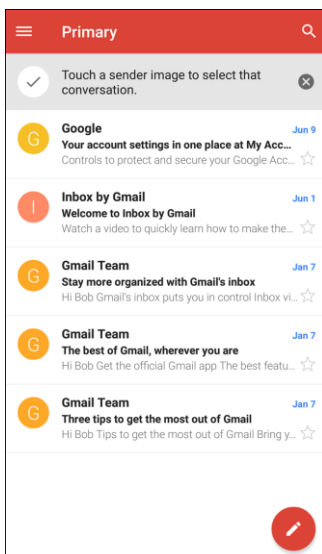 Primary
Touch a sender image to select that
conversation.
G
Google
Jun 9
Your account settings in one place at My Acc...
Controls to protect and secure your Google Acc...
I
Inbox by Gmail
Jun 1
Welcome to Inbox by Gmail
Watch a video to quickly learn how to make the...
G
Gmail Team
Jan 7
Stay more organized with Gmail's inbox
Hi Bob Gmail's inbox puts you in control Inbox vi...
G
Gmail Team
Jan 7
The best of Gmail, wherever you are
Hi Bob Get the official Gmail app The best featu...
G
Gmail Team
Jan 7
Three tips to get the most out of Gmail
Hi Bob Tips to get the most out of Gmail Bring y...